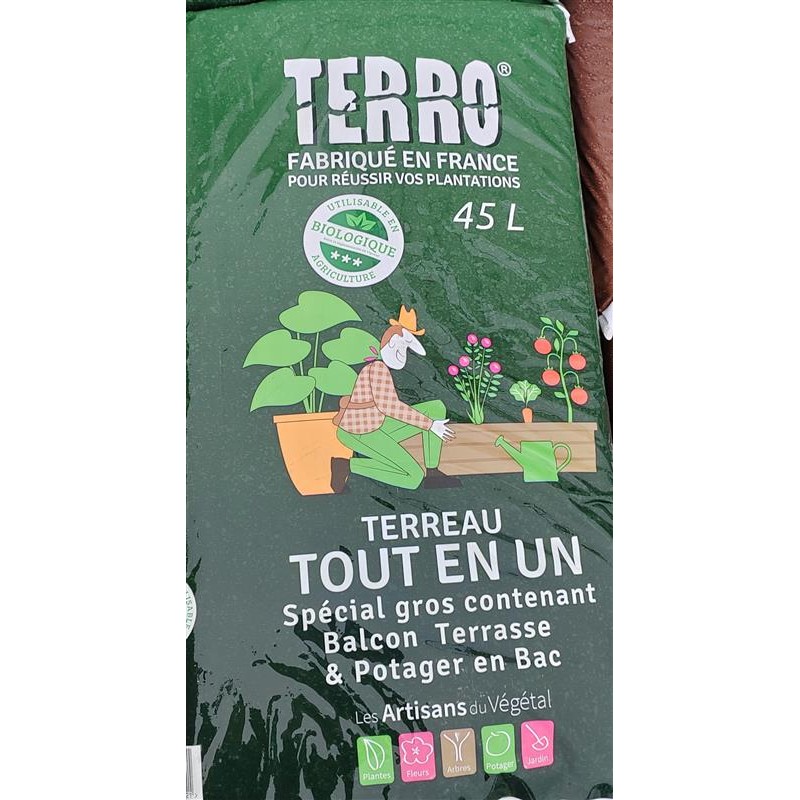 TERRO®
FABRIQUÉ EN FRANCE
POUR RÉUSSIR VOS PLANTATIONS
45 L
UTILISABLE EN
BIOLOGIQUE
AGRICULTURE
TERREAU
TOUT EN UN
Spécial gros contenant
Balcon Terrasse
& Potager en Bac
Les Artisans du Végétal
Plantes
Fleurs
Arbres
Potager
Jardin